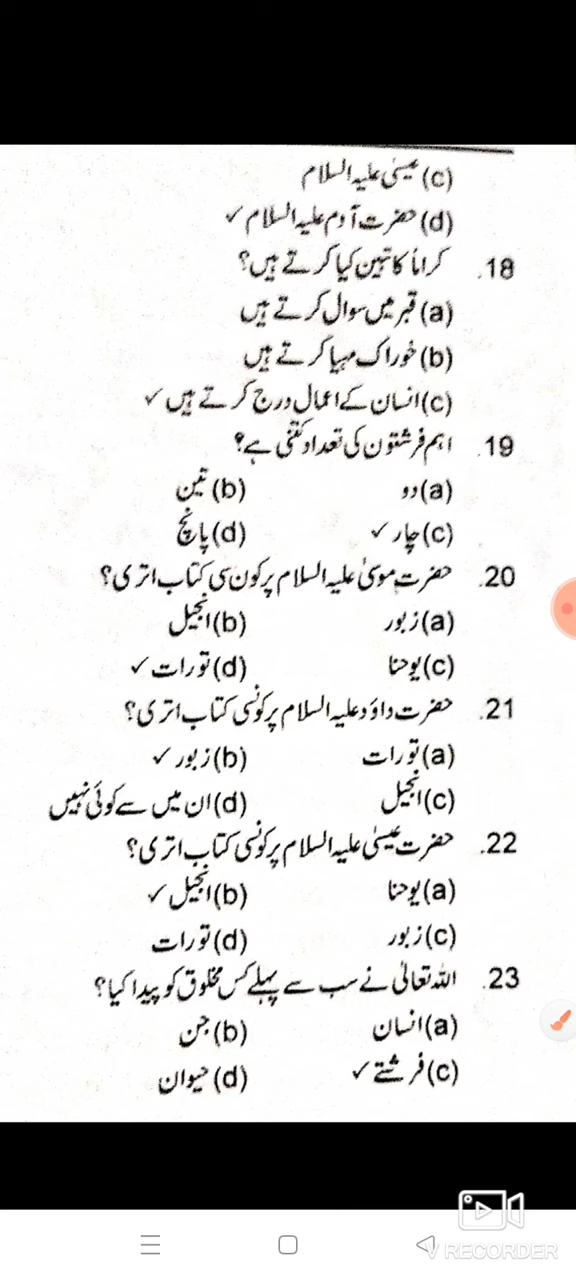 (c) عیسیٰ علیہ السلام
(d) حضرت آدم علیہ السلام ✓
18. کراماً کاتبین کیا کرتے ہیں؟
(a) قبر میں سوال کرتے ہیں
(b) خوراک مہیا کرتے ہیں
(c) انسان کے اعمال درج کرتے ہیں ✓
19. اہم فرشتوں کی تعداد کتنی ہے؟
(a) دو (b) تین
(c) چار ✓ (d) پانچ
20. حضرت موسیٰ علیہ السلام پر کون سی کتاب اتری؟
(a) زبور (b) انجیل
(c) یوحنا (d) تورات ✓
21. حضرت داؤد علیہ السلام پر کونسی کتاب اتری؟
(a) تورات (b) زبور ✓
(c) انجیل (d) ان میں سے کوئی نہیں
22. حضرت عیسیٰ علیہ السلام پر کونسی کتاب اتری؟
(a) یوحنا (b) انجیل ✓
(c) زبور (d) تورات
23. اللہ تعالیٰ نے سب سے پہلے کس مخلوق کو پیدا کیا؟
(a) انسان (b) جن
(c) فرشتے ✓ (d) حیوان
V RECORDER